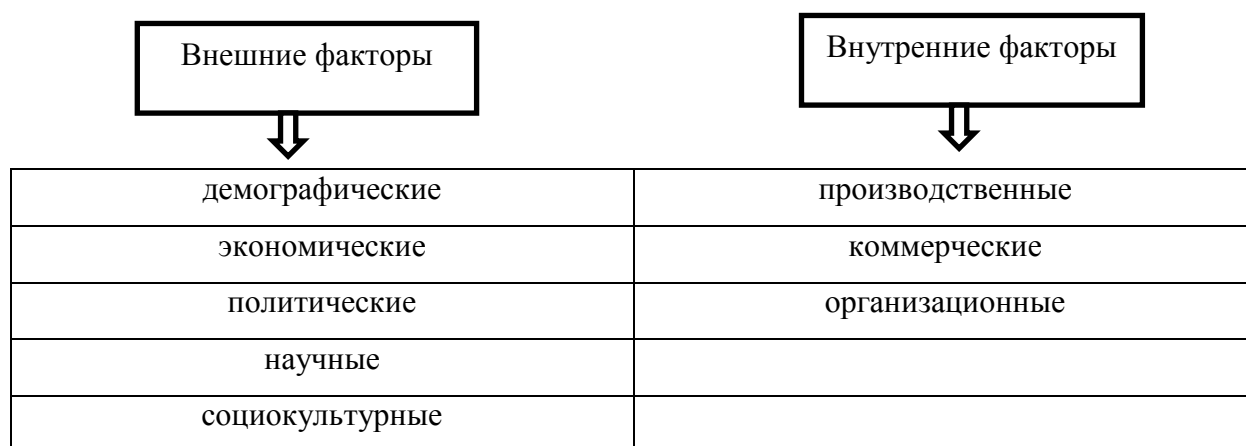 Внешние факторы
Внутренние факторы
демографические
производственные
экономические
коммерческие
политические
организационные
научные
социокультурные